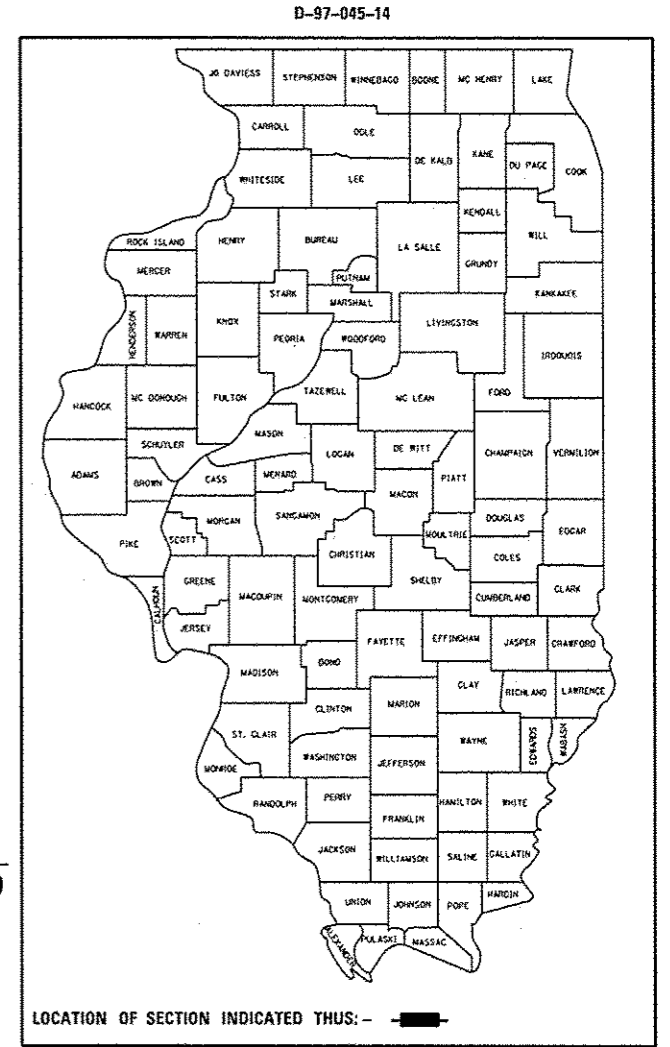 D-97-045-14
JO DAVIESS STEPHENSON WINNEBAGO BOONE MC HENRY LAKE
CARROLL OGLE DE KALB KANE DU PAGE COOK
WHITESIDE LEE
KENDALL WILL
ROCK ISLAND HENRY BUREAU LA SALLE GRUNDY
MERCER PUTNAM KANKAKEE
STARK MARSHALL
HENDERSON WARREN KNOX PEORIA WOODFORD LIVINGSTON IROQUOIS
HANCOCK MC DONOUGH FULTON TAZEWELL MC LEAN FORD
MASON
SCHUYLER LOGAN DE WITT CHAMPAIGN VERMILION
ADAMS BROWN CASS MENARD MACON PIATT
PIKE SCOTT MORGAN SANGAMON CHRISTIAN MOULTRIE DOUGLAS EDGAR
COLES
CALHOUN GREENE MACOUPIN MONTGOMERY SHELBY CUMBERLAND CLARK
JERSEY FAYETTE EFFINGHAM JASPER CRAWFORD
MADISON BOND CLAY RICHLAND LAWRENCE
CLINTON MARION
ST. CLAIR WASHINGTON JEFFERSON WAYNE EDWARDS WABASH
MONROE
RANDOLPH PERRY FRANKLIN HAMILTON WHITE
JACKSON WILLIAMSON SALINE GALLATIN
UNION JOHNSON POPE HARDIN
ALEXANDER PULASKI MASSAC
LOCATION OF SECTION INDICATED THUS: -